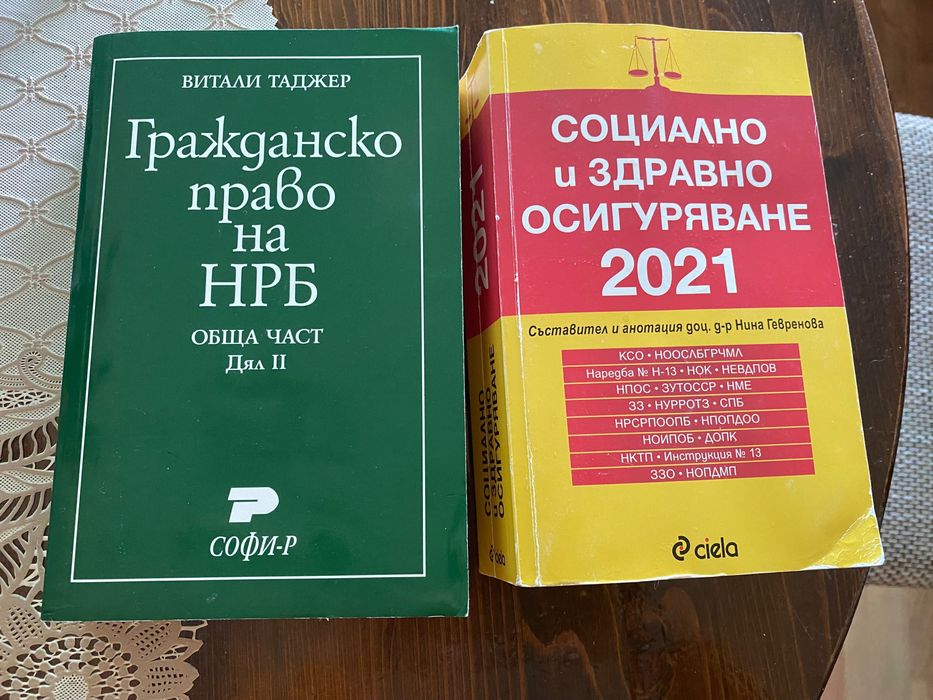 ВИТАЛИ ТАДЖЕР
Гражданско
право
на
НРБ
ОБЩА ЧАСТ
Дял II
СОФИ-Р
2021
СОЦИАЛНО
и ЗДРАВНО
ОСИГУРЯВАНЕ
ciela
СОЦИАЛНО
и ЗДРАВНО
ОСИГУРЯВАНЕ
2021
Съставител и анотация доц. д-р Нина Гевренова
КСО • НООСЛБГРЧМЛ
Наредба № Н-13 • НОК • НЕВДПОВ
НПОС • ЗУТОССР • НМЕ
ЗЗ • НУРРОТЗ • СПБ
НРСРПООПБ • НПОПДОО
НОИПОБ • ДОПК
НКТП • Инструкция № 13
ЗЗО • НОПДМП
ciela